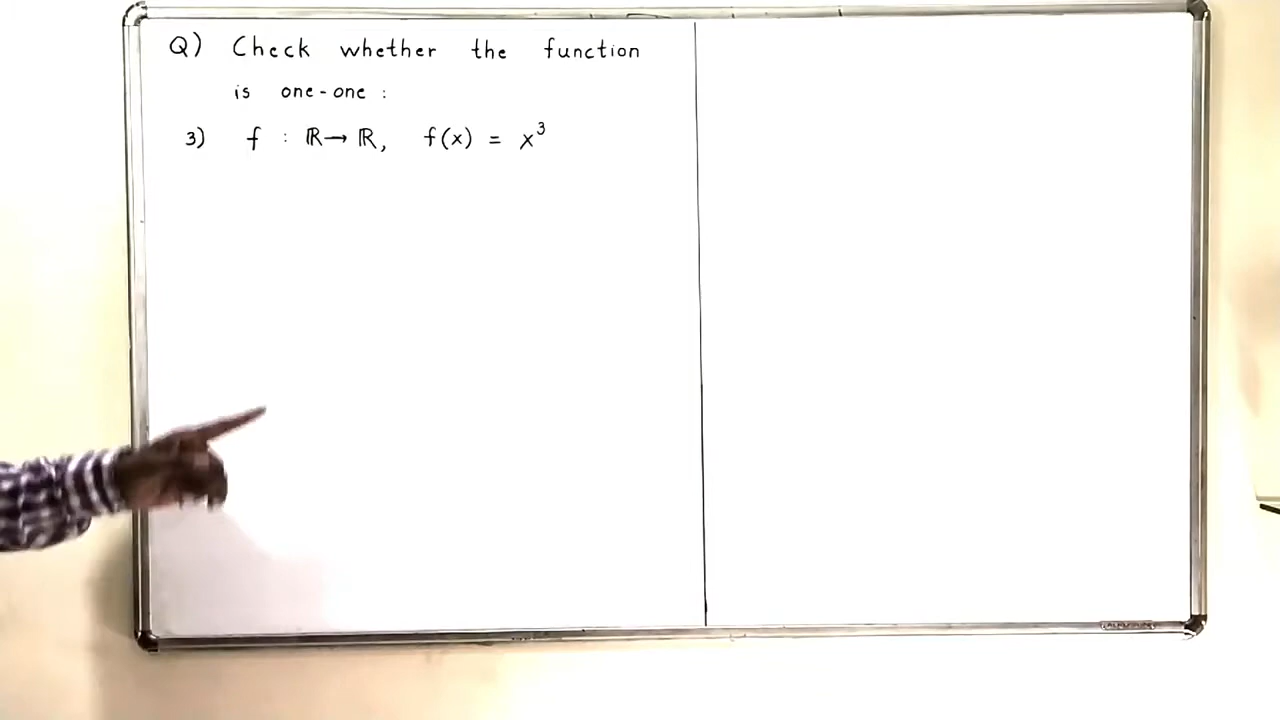 Q) Check whether the function
is one-one :
3) f : ℝ→ ℝ, f(x) = x³